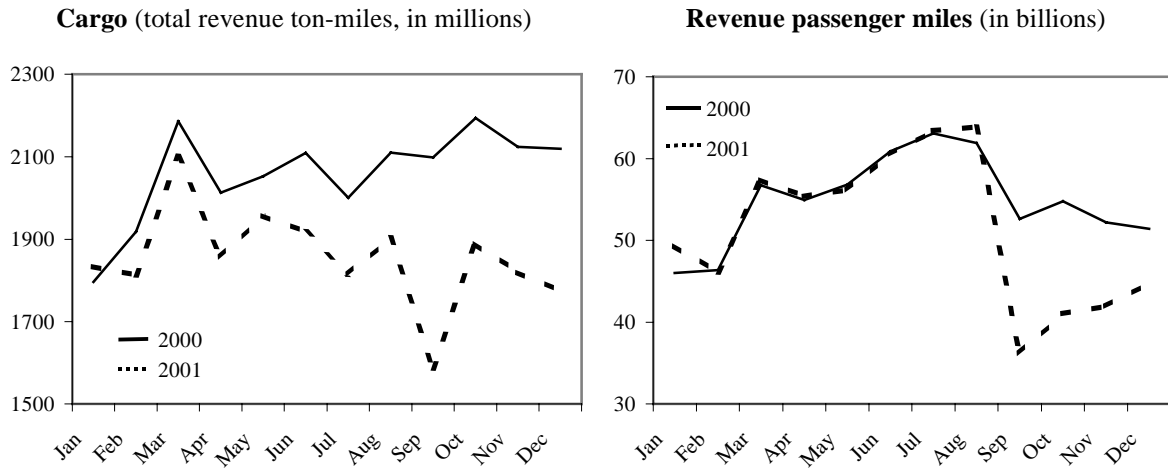 Cargo (total revenue ton-miles, in millions)
2300
2100
1900
1700
1500
2000
2001
Jan
Feb
Mar
Apr
May
Jun
Jul
Aug
Sep
Oct
Nov
Dec
Revenue passenger miles (in billions)
70
60
50
40
30
2000
2001
Jan
Feb
Mar
Apr
May
Jun
Jul
Aug
Sep
Oct
Nov
Dec